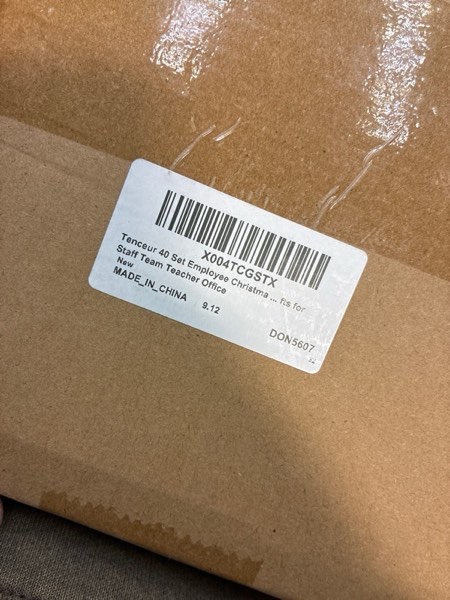 X004TCGSTX
Tenceur 40 Set Employee Christma ... fts for
Staff Team Teacher Office
New
MADE_IN_CHINA 9.12
DON5607